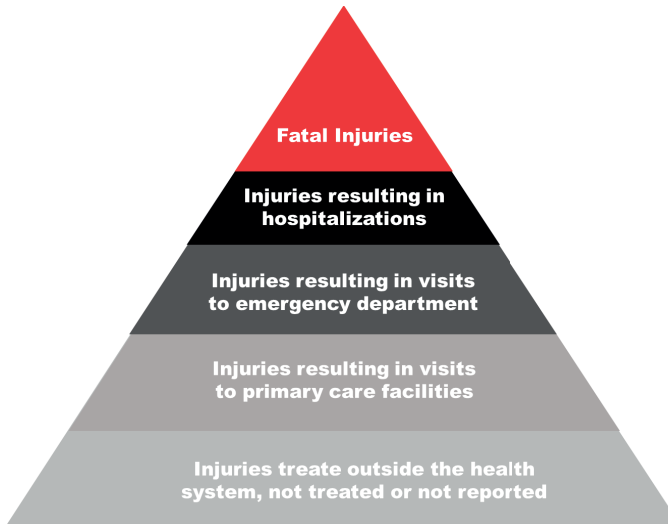 Fatal Injuries
Injuries resulting in
hospitalizations
Injuries resulting in visits
to emergency department
Injuries resulting in visits
to primary care facilities
Injuries treate outside the health
system, not treated or not reported